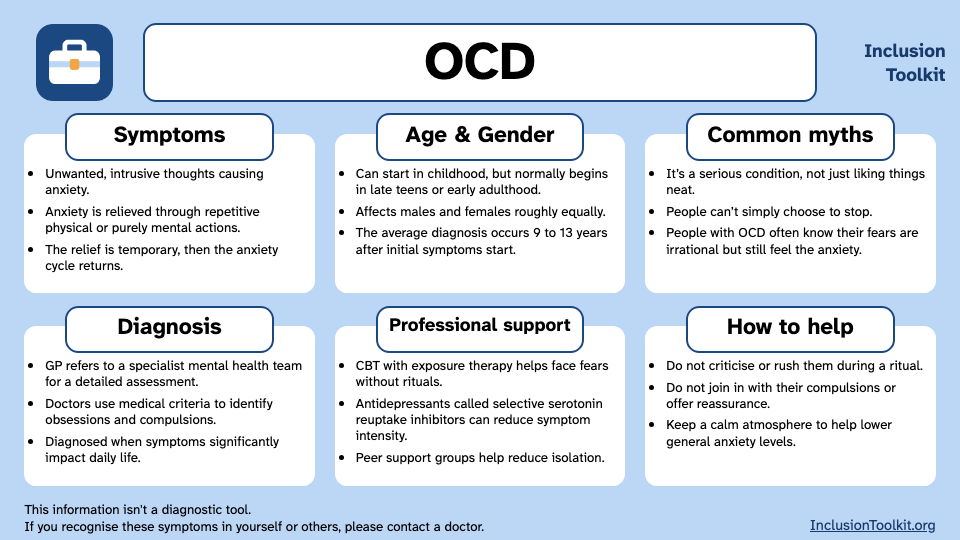 OCD
Inclusion
Toolkit
Symptoms
• Unwanted, intrusive thoughts causing
anxiety.
• Anxiety is relieved through repetitive
physical or purely mental actions.
• The relief is temporary, then the anxiety
cycle returns.
Age & Gender
• Can start in childhood, but normally begins
in late teens or early adulthood.
• Affects males and females roughly equally.
• The average diagnosis occurs 9 to 13 years
after initial symptoms start.
Common myths
• It's a serious condition, not just liking things
neat.
• People can't simply choose to stop.
• People with OCD often know their fears are
irrational but still feel the anxiety.
Diagnosis
• GP refers to a specialist mental health team
for a detailed assessment.
• Doctors use medical criteria to identify
obsessions and compulsions.
• Diagnosed when symptoms significantly
impact daily life.
Professional support
• CBT with exposure therapy helps face fears
without rituals.
• Antidepressants called selective serotonin
reuptake inhibitors can reduce symptom
intensity.
• Peer support groups help reduce isolation.
How to help
• Do not criticise or rush them during a ritual.
• Do not join in with their compulsions or
offer reassurance.
• Keep a calm atmosphere to help lower
general anxiety levels.
This information isn't a diagnostic tool.
If you recognise these symptoms in yourself or others, please contact a doctor.
InclusionToolkit.org